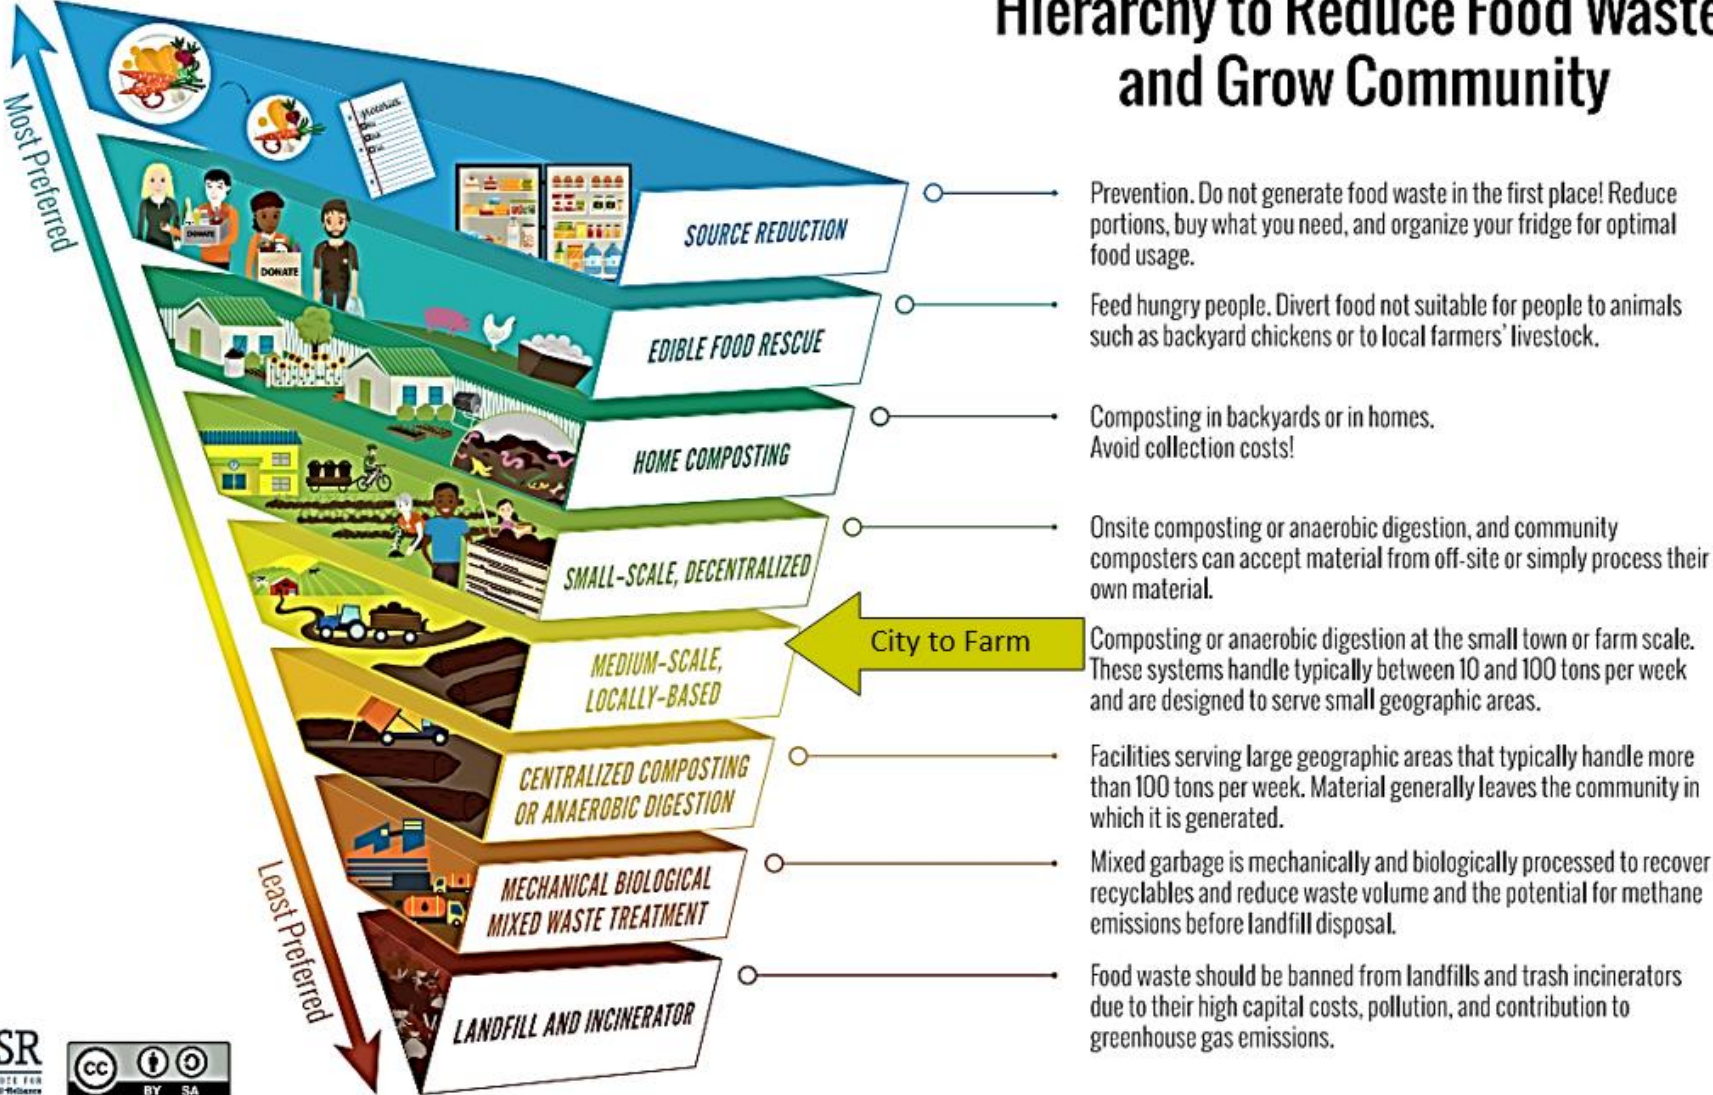 Hierarchy to Reduce Food Waste
and Grow Community
Most Preferred
Groceries
DONATE
DONATE
SOURCE REDUCTION
Prevention. Do not generate food waste in the first place! Reduce
portions, buy what you need, and organize your fridge for optimal
food usage.
EDIBLE FOOD RESCUE
Feed hungry people. Divert food not suitable for people to animals
such as backyard chickens or to local farmers' livestock.
HOME COMPOSTING
Composting in backyards or in homes.
Avoid collection costs!
SMALL-SCALE, DECENTRALIZED
Onsite composting or anaerobic digestion, and community
composters can accept material from off-site or simply process their
own material.
City to Farm
MEDIUM-SCALE,
LOCALLY-BASED
Composting or anaerobic digestion at the small town or farm scale.
These systems handle typically between 10 and 100 tons per week
and are designed to serve small geographic areas.
CENTRALIZED COMPOSTING
OR ANAEROBIC DIGESTION
Facilities serving large geographic areas that typically handle more
than 100 tons per week. Material generally leaves the community in
which it is generated.
MECHANICAL BIOLOGICAL
MIXED WASTE TREATMENT
Mixed garbage is mechanically and biologically processed to recover
recyclables and reduce waste volume and the potential for methane
emissions before landfill disposal.
LANDFILL AND INCINERATOR
Food waste should be banned from landfills and trash incinerators
due to their high capital costs, pollution, and contribution to
greenhouse gas emissions.
Least Preferred
SR
cc
BY SA